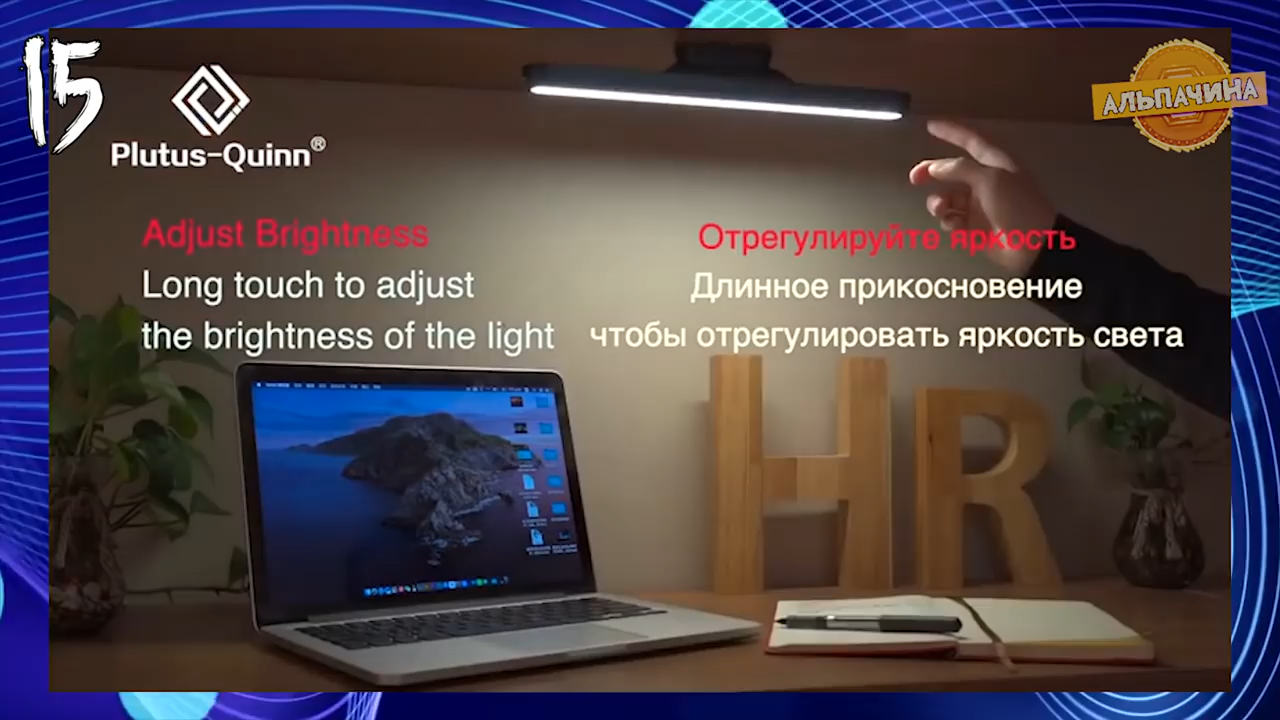 15
Plutus-Quinn®
АЛЬПАЧИНА
Adjust Brightness
Long touch to adjust
the brightness of the light
Отрегулируйте яркость
Длинное прикосновение
чтобы отрегулировать яркость света
HR